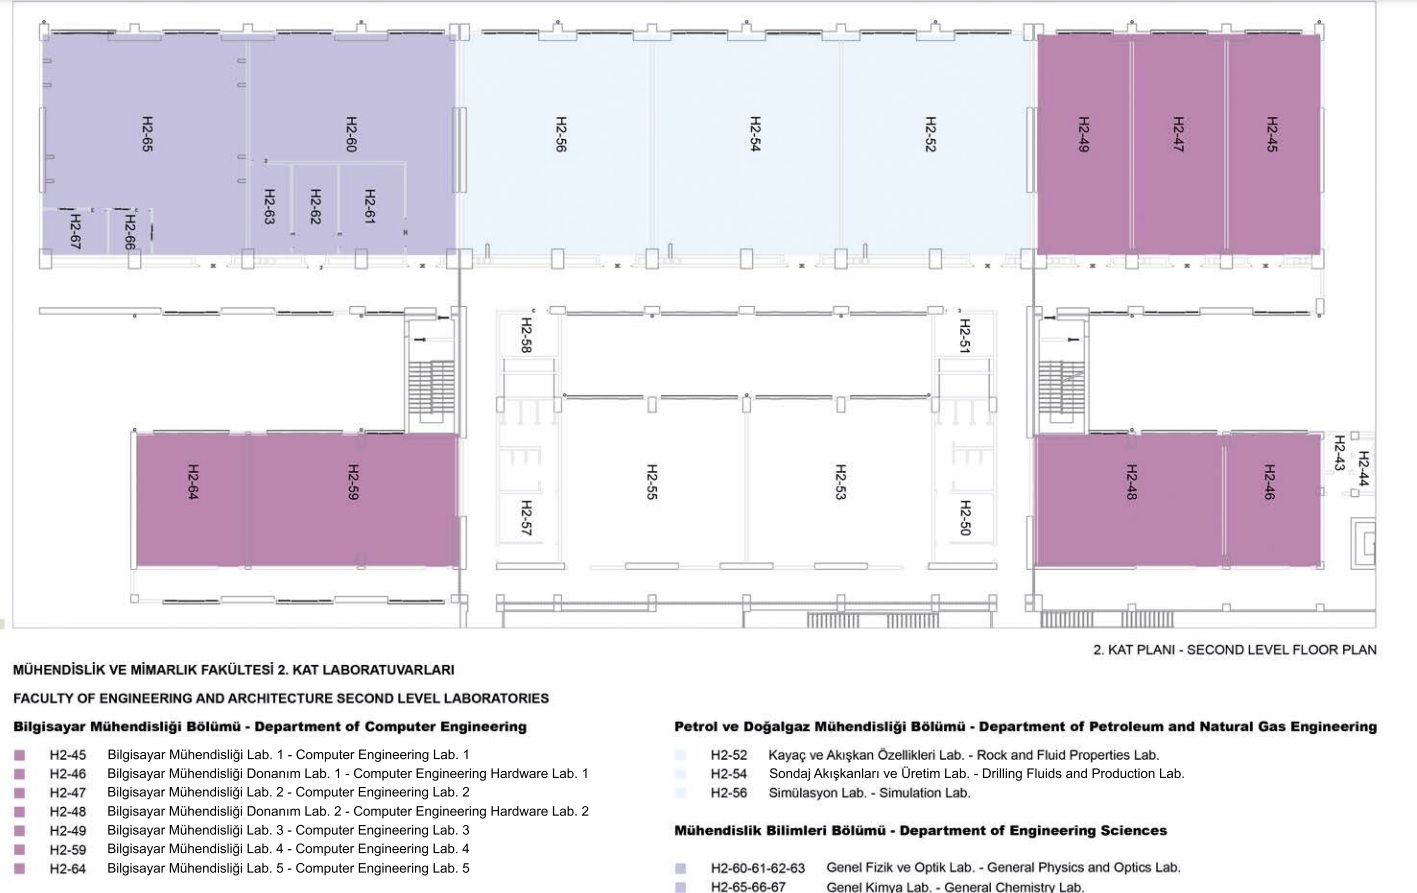 H2-65
H2-60
H2-56
H2-54
H2-52
H2-49
H2-47
H2-45
H2-67
H2-66
H2-63
H2-62
H2-61
H2-58
H2-51
H2-64
H2-59
H2-55
H2-53
H2-48
H2-46
H2-43
H2-44
H2-57
H2-50
2. KAT PLANI - SECOND LEVEL FLOOR PLAN
MÜHENDİSLİK VE MİMARLIK FAKÜLTESİ 2. KAT LABORATUVARLARI
FACULTY OF ENGINEERING AND ARCHITECTURE SECOND LEVEL LABORATORIES
Bilgisayar Mühendisliği Bölümü - Department of Computer Engineering
H2-45 Bilgisayar Mühendisliği Lab. 1 - Computer Engineering Lab. 1
H2-46 Bilgisayar Mühendisliği Donanım Lab. 1 - Computer Engineering Hardware Lab. 1
H2-47 Bilgisayar Mühendisliği Lab. 2 - Computer Engineering Lab. 2
H2-48 Bilgisayar Mühendisliği Donanım Lab. 2 - Computer Engineering Hardware Lab. 2
H2-49 Bilgisayar Mühendisliği Lab. 3 - Computer Engineering Lab. 3
H2-59 Bilgisayar Mühendisliği Lab. 4 - Computer Engineering Lab. 4
H2-64 Bilgisayar Mühendisliği Lab. 5 - Computer Engineering Lab. 5
Petrol ve Doğalgaz Mühendisliği Bölümü - Department of Petroleum and Natural Gas Engineering
H2-52 Kayaç ve Akışkan Özellikleri Lab. - Rock and Fluid Properties Lab.
H2-54 Sondaj Akışkanları ve Üretim Lab. - Drilling Fluids and Production Lab.
H2-56 Simülasyon Lab. - Simulation Lab.
Mühendislik Bilimleri Bölümü - Department of Engineering Sciences
H2-60-61-62-63 Genel Fizik ve Optik Lab. - General Physics and Optics Lab.
H2-65-66-67 Genel Kimya Lab. - General Chemistry Lab.